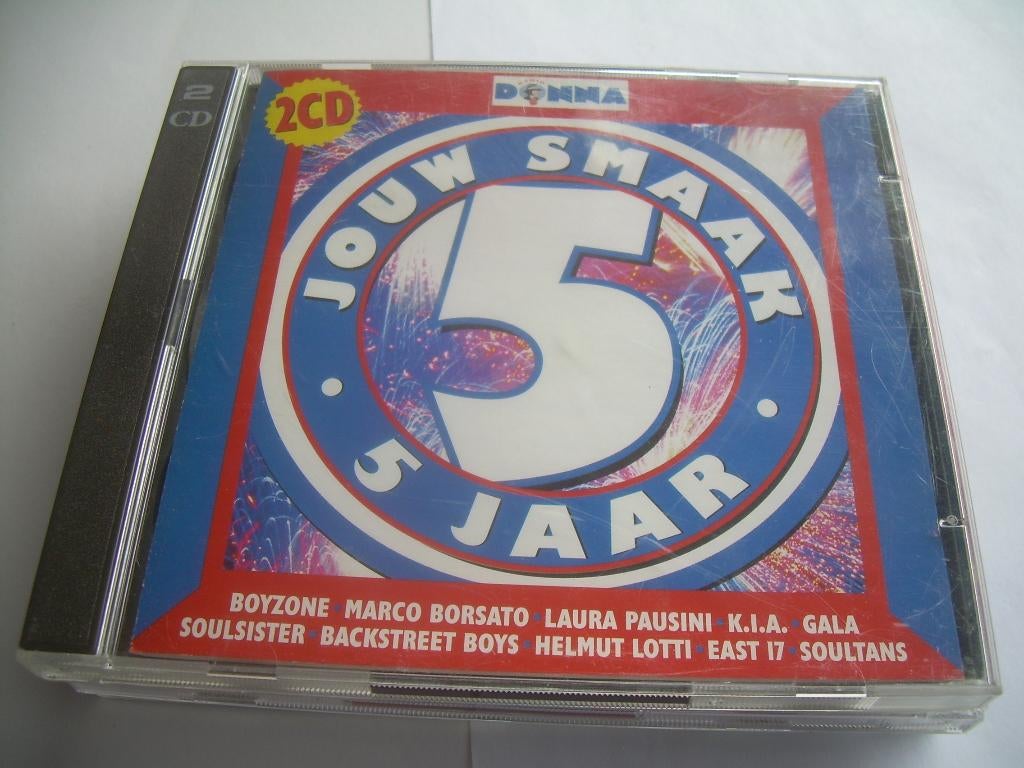 2
CD
2CD
RADIO
DONNA
JOUW SMAAK
5
5 JAAR
BOYZONE • MARCO BORSATO • LAURA PAUSINI • K.I.A. • GALA
SOULSISTER • BACKSTREET BOYS • HELMUT LOTTI • EAST 17 • SOULTANS